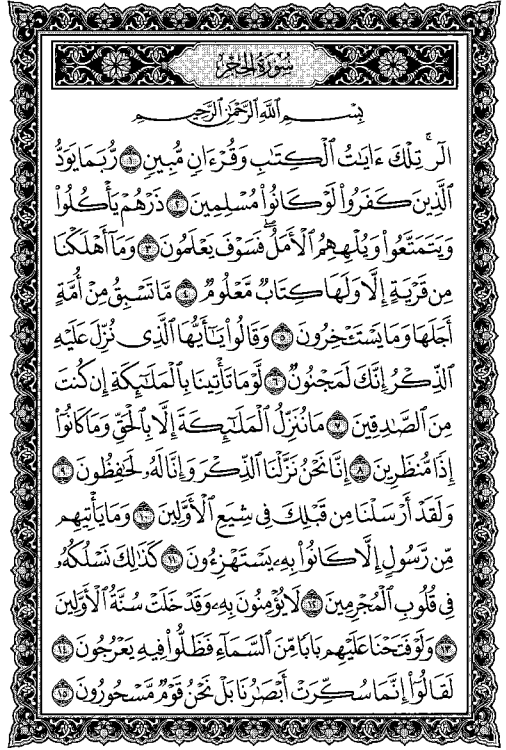 سُورَةُ الحِجْرِ
بِسْمِ اللَّهِ الرَّحْمَٰنِ الرَّحِيمِ
الٓر ۚ تِلْكَ ءَايَٰتُ ٱلْكِتَٰبِ وَقُرْءَانٍ مُّبِينٍ ١ رُّبَمَا يَوَدُّ
ٱلَّذِينَ كَفَرُوا۟ لَوْ كَانُوا۟ مُسْلِمِينَ ٢ ذَرْهُمْ يَأْكُلُوا۟
وَيَتَمَتَّعُوا۟ وَيُلْهِهِمُ ٱلْأَمَلُ ۖ فَسَوْفَ يَعْلَمُونَ ٣ وَمَآ أَهْلَكْنَا
مِن قَرْيَةٍ إِلَّا وَلَهَا كِتَابٌ مَّعْلُومٌ ٤ مَّا تَسْبِقُ مِنْ أُمَّةٍ
أَجَلَهَا وَمَا يَسْتَـْٔخِرُونَ ٥ وَقَالُوا۟ يَٰٓأَيُّهَا ٱلَّذِى نُزِّلَ عَلَيْهِ
ٱلذِّكْرُ إِنَّكَ لَمَجْنُونٌ ٦ لَّوْ مَا تَأْتِينَا بِٱلْمَلَٰٓئِكَةِ إِن كُنتَ
مِنَ ٱلصَّٰدِقِينَ ٧ مَا نُنَزِّلُ ٱلْمَلَٰٓئِكَةَ إِلَّا بِٱلْحَقِّ وَمَا كَانُوٓا۟
إِذًا مُّنظَرِينَ ٨ إِنَّا نَحْنُ نَزَّلْنَا ٱلذِّكْرَ وَإِنَّا لَهُۥ لَحَٰفِظُونَ ٩
وَلَقَدْ أَرْسَلْنَا مِن قَبْلِكَ فِى شِيَعِ ٱلْأَوَّلِينَ ١٠ وَمَا يَأْتِيهِم
مِّن رَّسُولٍ إِلَّا كَانُوا۟ بِهِۦ يَسْتَهْزِءُونَ ١١ كَذَٰلِكَ نَسْلُكُهُۥ
فِى قُلُوبِ ٱلْمُجْرِمِينَ ١٢ لَا يُؤْمِنُونَ بِهِۦ وَقَدْ خَلَتْ سُنَّةُ ٱلْأَوَّلِينَ
١٣ وَلَوْ فَتَحْنَا عَلَيْهِم بَابًا مِّنَ ٱلسَّمَآءِ فَظَلُّوا۟ فِيهِ يَعْرُجُونَ ١٤
لَقَالُوٓا۟ إِنَّمَا سُكِّرَتْ أَبْصَٰرُنَا بَلْ نَحْنُ قَوْمٌ مَّسْحُورُونَ ١٥